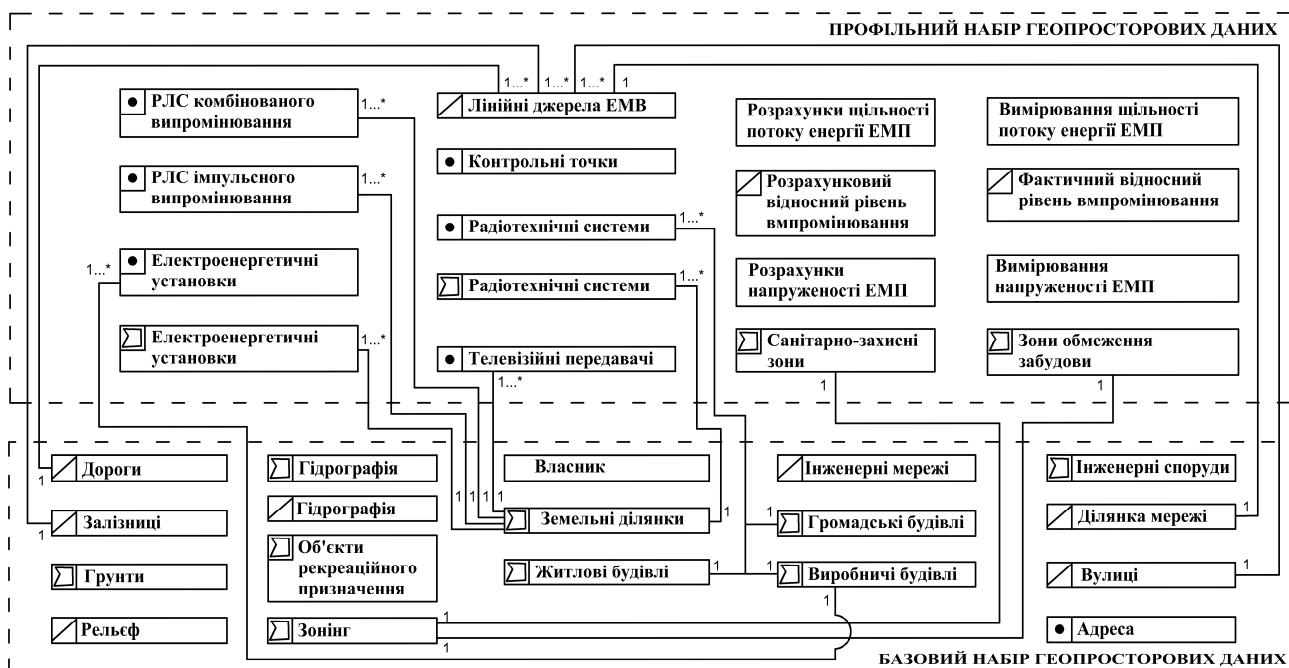 ПРОФІЛЬНИЙ НАБІР ГЕОПРОСТОРОВИХ ДАНИХ
1...*
1...*
1...*
1
РЛС комбінованого
випромінювання
1...*
Лінійні джерела ЕМВ
Розрахунки щільності
потоку енергії ЕМП
Вимірювання щільності
потоку енергії ЕМП
Контрольні точки
РЛС імпульсного
випромінювання
1...*
Розрахунковий
відносний рівень
вмпромінювання
Фактичний відносний
рівень вмпромінювання
Радіотехнічні системи
1...*
1...*
Електроенергетичні
установки
Радіотехнічні системи
1...*
Розрахунки
напруженості ЕМП
Вимірювання
напруженості ЕМП
Електроенергетичні
установки
1...*
Телевізійні передавачі
1...*
Санітарно-захисні
зони
1
Зони обмеження
забудови
1
Дороги
1
Гідрографія
Власник
Інженерні мережі
Інженерні споруди
Залізниці
1
Гідрографія
1
1
1
1
Земельні ділянки
1
1
Громадські будівлі
Ділянка мережі
1
Грунти
Об'єкти
рекреаційного
призначення
Житлові будівлі
1
1
Виробничі будівлі
1
Вулиці
1
Рельєф
Зонінг
1
1
Адреса
БАЗОВИЙ НАБІР ГЕОПРОСТОРОВИХ ДАНИХ